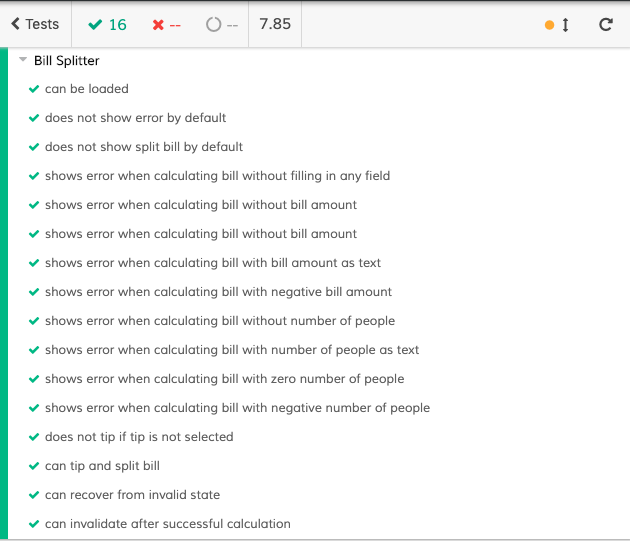 Tests 16 -- -- 7.85
Bill Splitter
can be loaded
does not show error by default
does not show split bill by default
shows error when calculating bill without filling in any field
shows error when calculating bill without bill amount
shows error when calculating bill without bill amount
shows error when calculating bill with bill amount as text
shows error when calculating bill with negative bill amount
shows error when calculating bill without number of people
shows error when calculating bill with number of people as text
shows error when calculating bill with zero number of people
shows error when calculating bill with negative number of people
does not tip if tip is not selected
can tip and split bill
can recover from invalid state
can invalidate after successful calculation